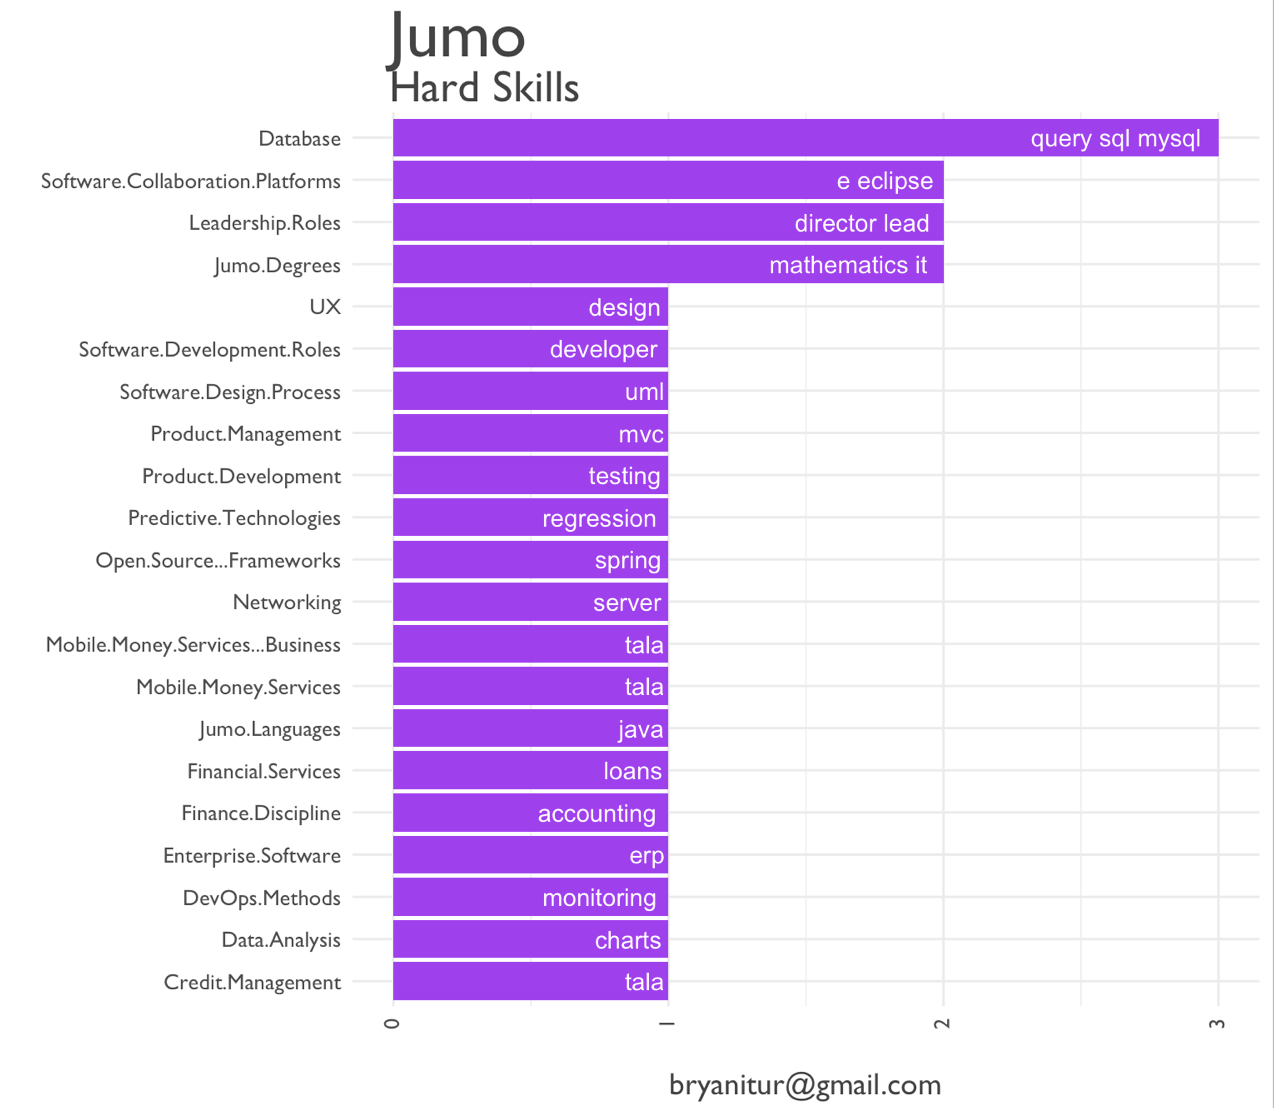 Jumo
Hard Skills
Database query sql mysql
Software.Collaboration.Platforms e eclipse
Leadership.Roles director lead
Jumo.Degrees mathematics it
UX design
Software.Development.Roles developer
Software.Design.Process uml
Product.Management mvc
Product.Development testing
Predictive.Technologies regression
Open.Source...Frameworks spring
Networking server
Mobile.Money.Services...Business tala
Mobile.Money.Services tala
Jumo.Languages java
Financial.Services loans
Finance.Discipline accounting
Enterprise.Software erp
DevOps.Methods monitoring
Data.Analysis charts
Credit.Management tala
0 1 2 3
bryanitur@gmail.com